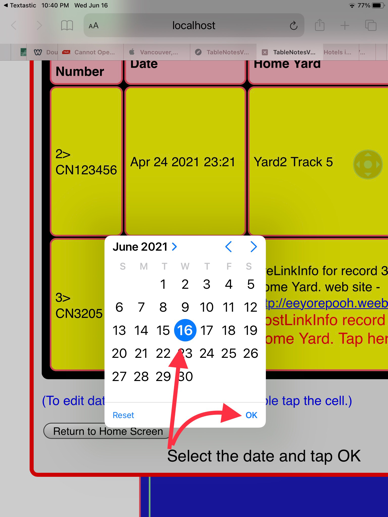 Textastic 10:40 PM Wed Jun 16 77%
AA localhost
Dou Cannot Ope... Vancouver,... TableNotesV... TableNotesV... Hotels i...
Number Date Home Yard
2>
CN123456 Apr 24 2021 23:21 Yard2 Track 5
June 2021
S M T W T F S
1 2 3 4 5
6 7 8 9 10 11 12
13 14 15 16 17 18 19
20 21 22 23 24 25 26
27 28 29 30
Reset OK
3>
CN3205
eLinkInfo for record 3
ome Yard. web site -
tp://eeyorepooh.weeb
ostLinkInfo record
ome Yard. Tap her
(To edit dat ple tap the cell.)
Return to Home Screen
Select the date and tap OK